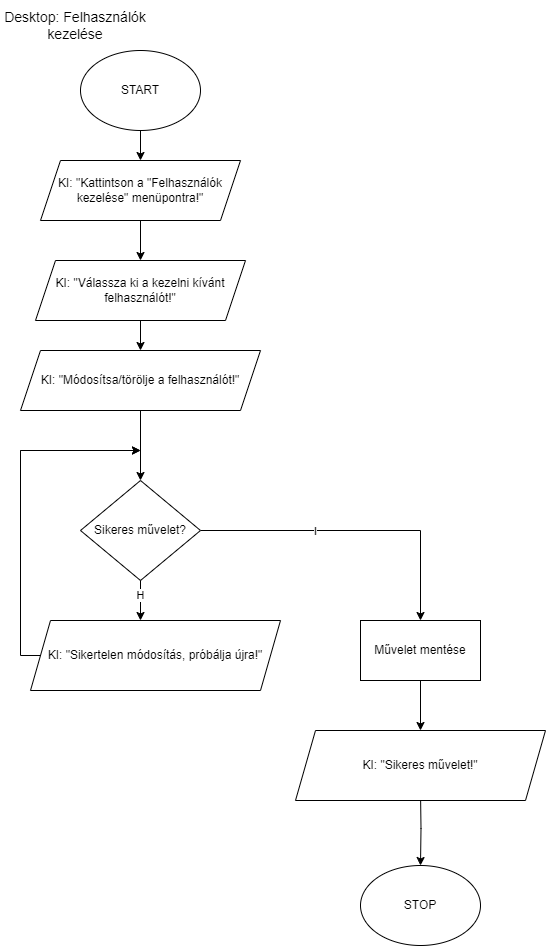 Desktop: Felhasználók
kezelése
START
KI: "Kattintson a "Felhasználók
kezelése" menüpontra!"
KI: "Válassza ki a kezelni kívánt
felhasználót!"
KI: "Módosítsa/törölje a felhasználót!"
Sikeres művelet?
I
H
KI: "Sikertelen módosítás, próbálja újra!"
Művelet mentése
KI: "Sikeres művelet!"
STOP